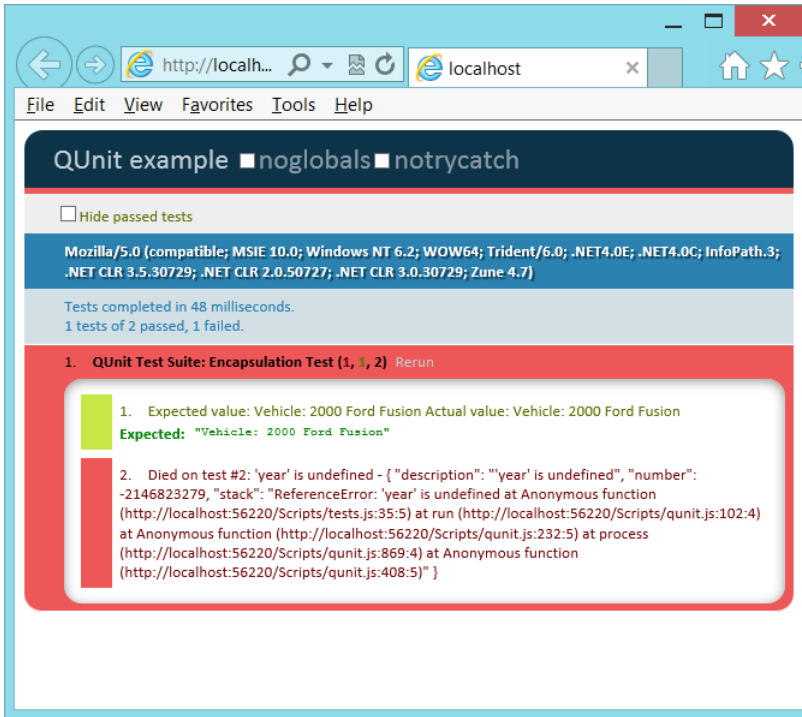 http://localh...
localhost
File Edit View Favorites Tools Help
QUnit example noglobals notrycatch
Hide passed tests
Mozilla/5.0 (compatible; MSIE 10.0; Windows NT 6.2; WOW64; Trident/6.0; .NET4.0E; .NET4.0C; InfoPath.3;
.NET CLR 3.5.30729; .NET CLR 2.0.50727; .NET CLR 3.0.30729; Zune 4.7)
Tests completed in 48 milliseconds.
1 tests of 2 passed, 1 failed.
1. QUnit Test Suite: Encapsulation Test (1, 1, 2) Rerun
1. Expected value: Vehicle: 2000 Ford Fusion Actual value: Vehicle: 2000 Ford Fusion
Expected: "Vehicle: 2000 Ford Fusion"
2. Died on test #2: 'year' is undefined - { "description": "'year' is undefined", "number":
-2146823279, "stack": "ReferenceError: 'year' is undefined at Anonymous function
(http://localhost:56220/Scripts/tests.js:35:5) at run (http://localhost:56220/Scripts/qunit.js:102:4)
at Anonymous function (http://localhost:56220/Scripts/qunit.js:232:5) at process
(http://localhost:56220/Scripts/qunit.js:869:4) at Anonymous function
(http://localhost:56220/Scripts/qunit.js:408:5)" }